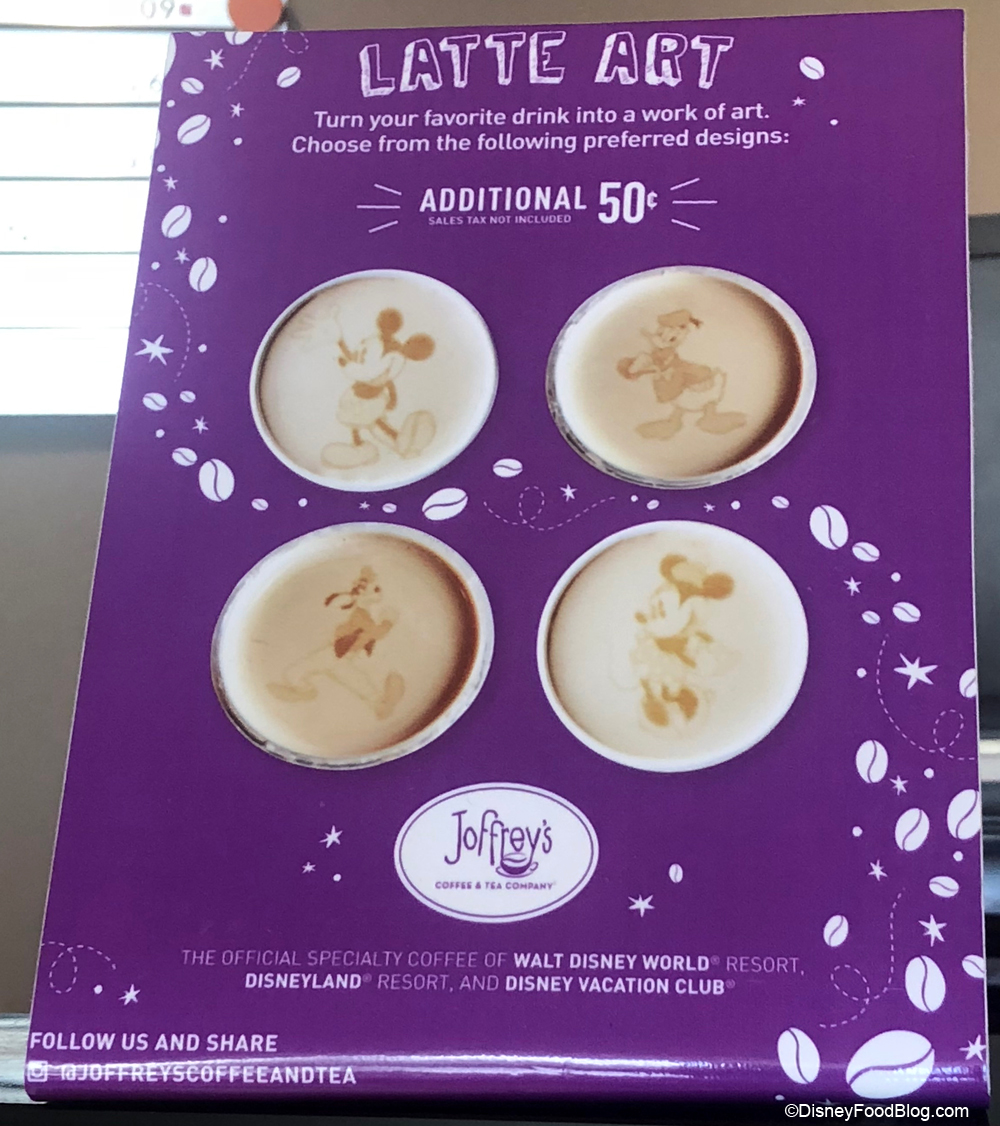 09
LATTE ART
Turn your favorite drink into a work of art.
Choose from the following preferred designs:
ADDITIONAL 50¢
SALES TAX NOT INCLUDED
Joffrey's
COFFEE & TEA COMPANY
THE OFFICIAL SPECIALTY COFFEE OF WALT DISNEY WORLD® RESORT,
DISNEYLAND® RESORT, AND DISNEY VACATION CLUB®
FOLLOW US AND SHARE
@JOFFREYSCOFFEEANDTEA
©DisneyFoodBlog.com